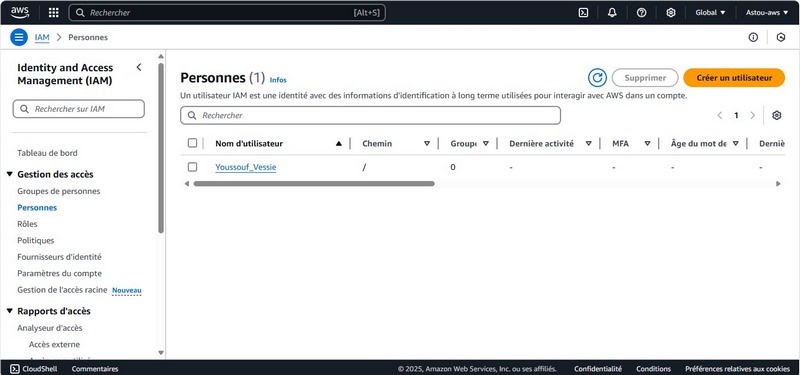 aws
Rechercher
[Alt+S]
Global
Astou-aws
IAM
Personnes
Identity and Access
Management (IAM)
Rechercher sur IAM
Tableau de bord
Gestion des accès
Groupes de personnes
Personnes
Rôles
Politiques
Fournisseurs d'identité
Paramètres du compte
Gestion de l'accès racine Nouveau
Rapports d'accès
Analyseur d'accès
Accès externe
Personnes (1) Infos
Supprimer
Créer un utilisateur
Un utilisateur IAM est une identité avec des informations d'identification à long terme utilisées pour interagir avec AWS dans un compte.
Rechercher
1
Nom d'utilisateur
Chemin
Groupe
Dernière activité
MFA
Âge du mot de
Derniè
Youssouf_Vessie
/
0
-
-
-
-
CloudShell
Commentaires
© 2025, Amazon Web Services, Inc. ou ses affiliés.
Confidentialité
Conditions
Préférences relatives aux cookies